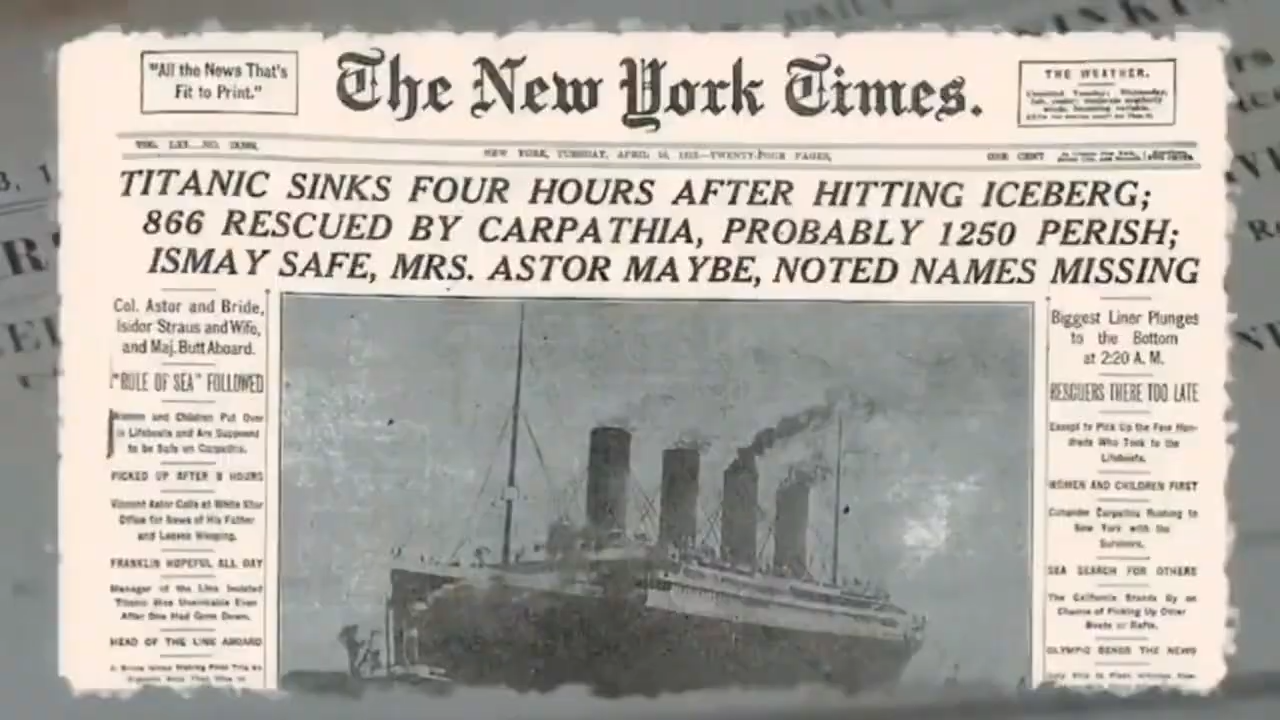 "All the News That's
Fit to Print."
The New York Times.
THE WEATHER.
NEW YORK, TUESDAY, APRIL 16, 1912—TWENTY-FOUR PAGES,
ONE CENT
TITANIC SINKS FOUR HOURS AFTER HITTING ICEBERG;
866 RESCUED BY CARPATHIA, PROBABLY 1250 PERISH;
ISMAY SAFE, MRS. ASTOR MAYBE, NOTED NAMES MISSING
Col. Astor and Bride,
Isidor Straus and Wife,
and Maj. Butt Aboard.
"RULE OF SEA" FOLLOWED
Women and Children Put Over
in Lifeboats and Are Supposed
to be Safe on Carpathia.
PICKED UP AFTER 8 HOURS
Vincent Astor Calls at White Star
Office for News of His Father
and Leaves Weeping.
FRANKLIN HOPEFUL ALL DAY
Manager of the Line Insisted
Titanic Was Unsinkable Even
After She Had Gone Down.
HEAD OF THE LINE ABOARD
Biggest Liner Plunges
to the Bottom
at 2:20 A. M.
RESCUERS THERE TOO LATE
Except to Pick Up the Few Hun-
dreds Who Took to the
Lifeboats.
WOMEN AND CHILDREN FIRST
Cunarder Carpathia Rushing to
New York with the
Survivors.
SEA SEARCH FOR OTHERS
The California Stands By on
Chance of Picking Up Other
Boats or Rafts.
OLYMPIC SENDS THE NEWS